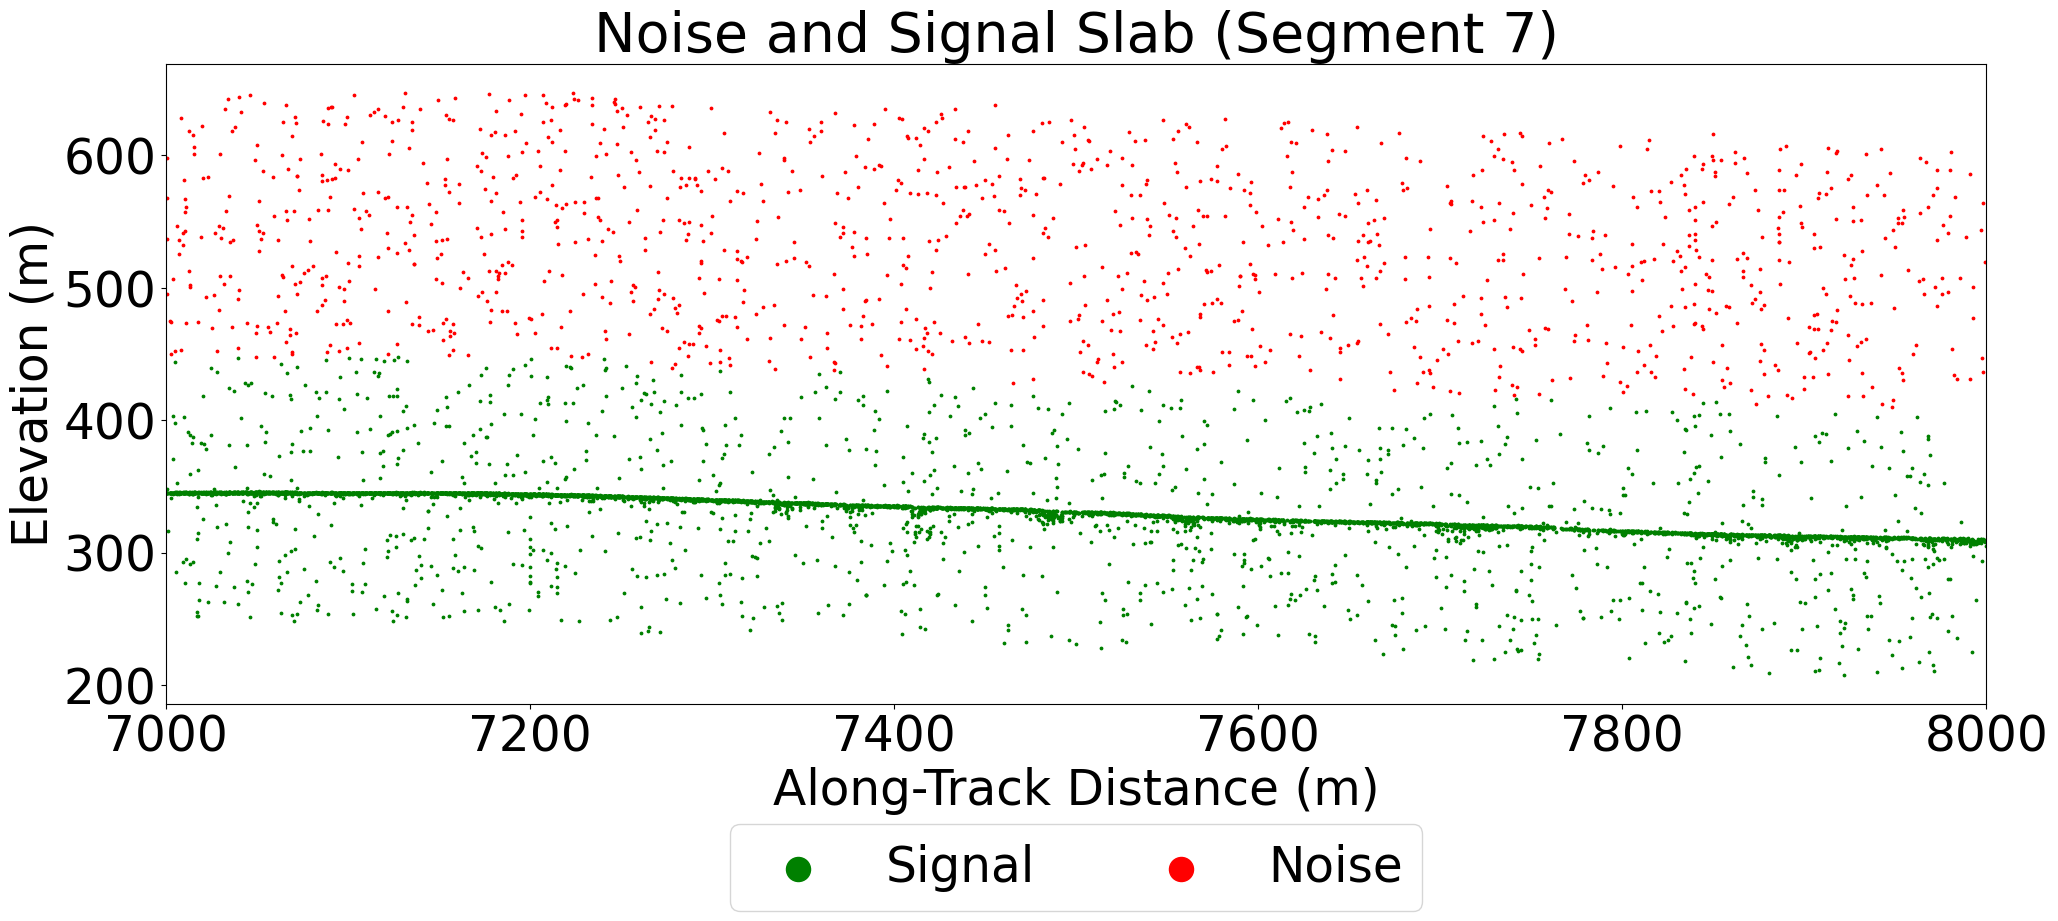 Noise and Signal Slab (Segment 7)
Elevation (m)
600
500
400
300
200
7000 7200 7400 7600 7800 8000
Along-Track Distance (m)
Signal Noise